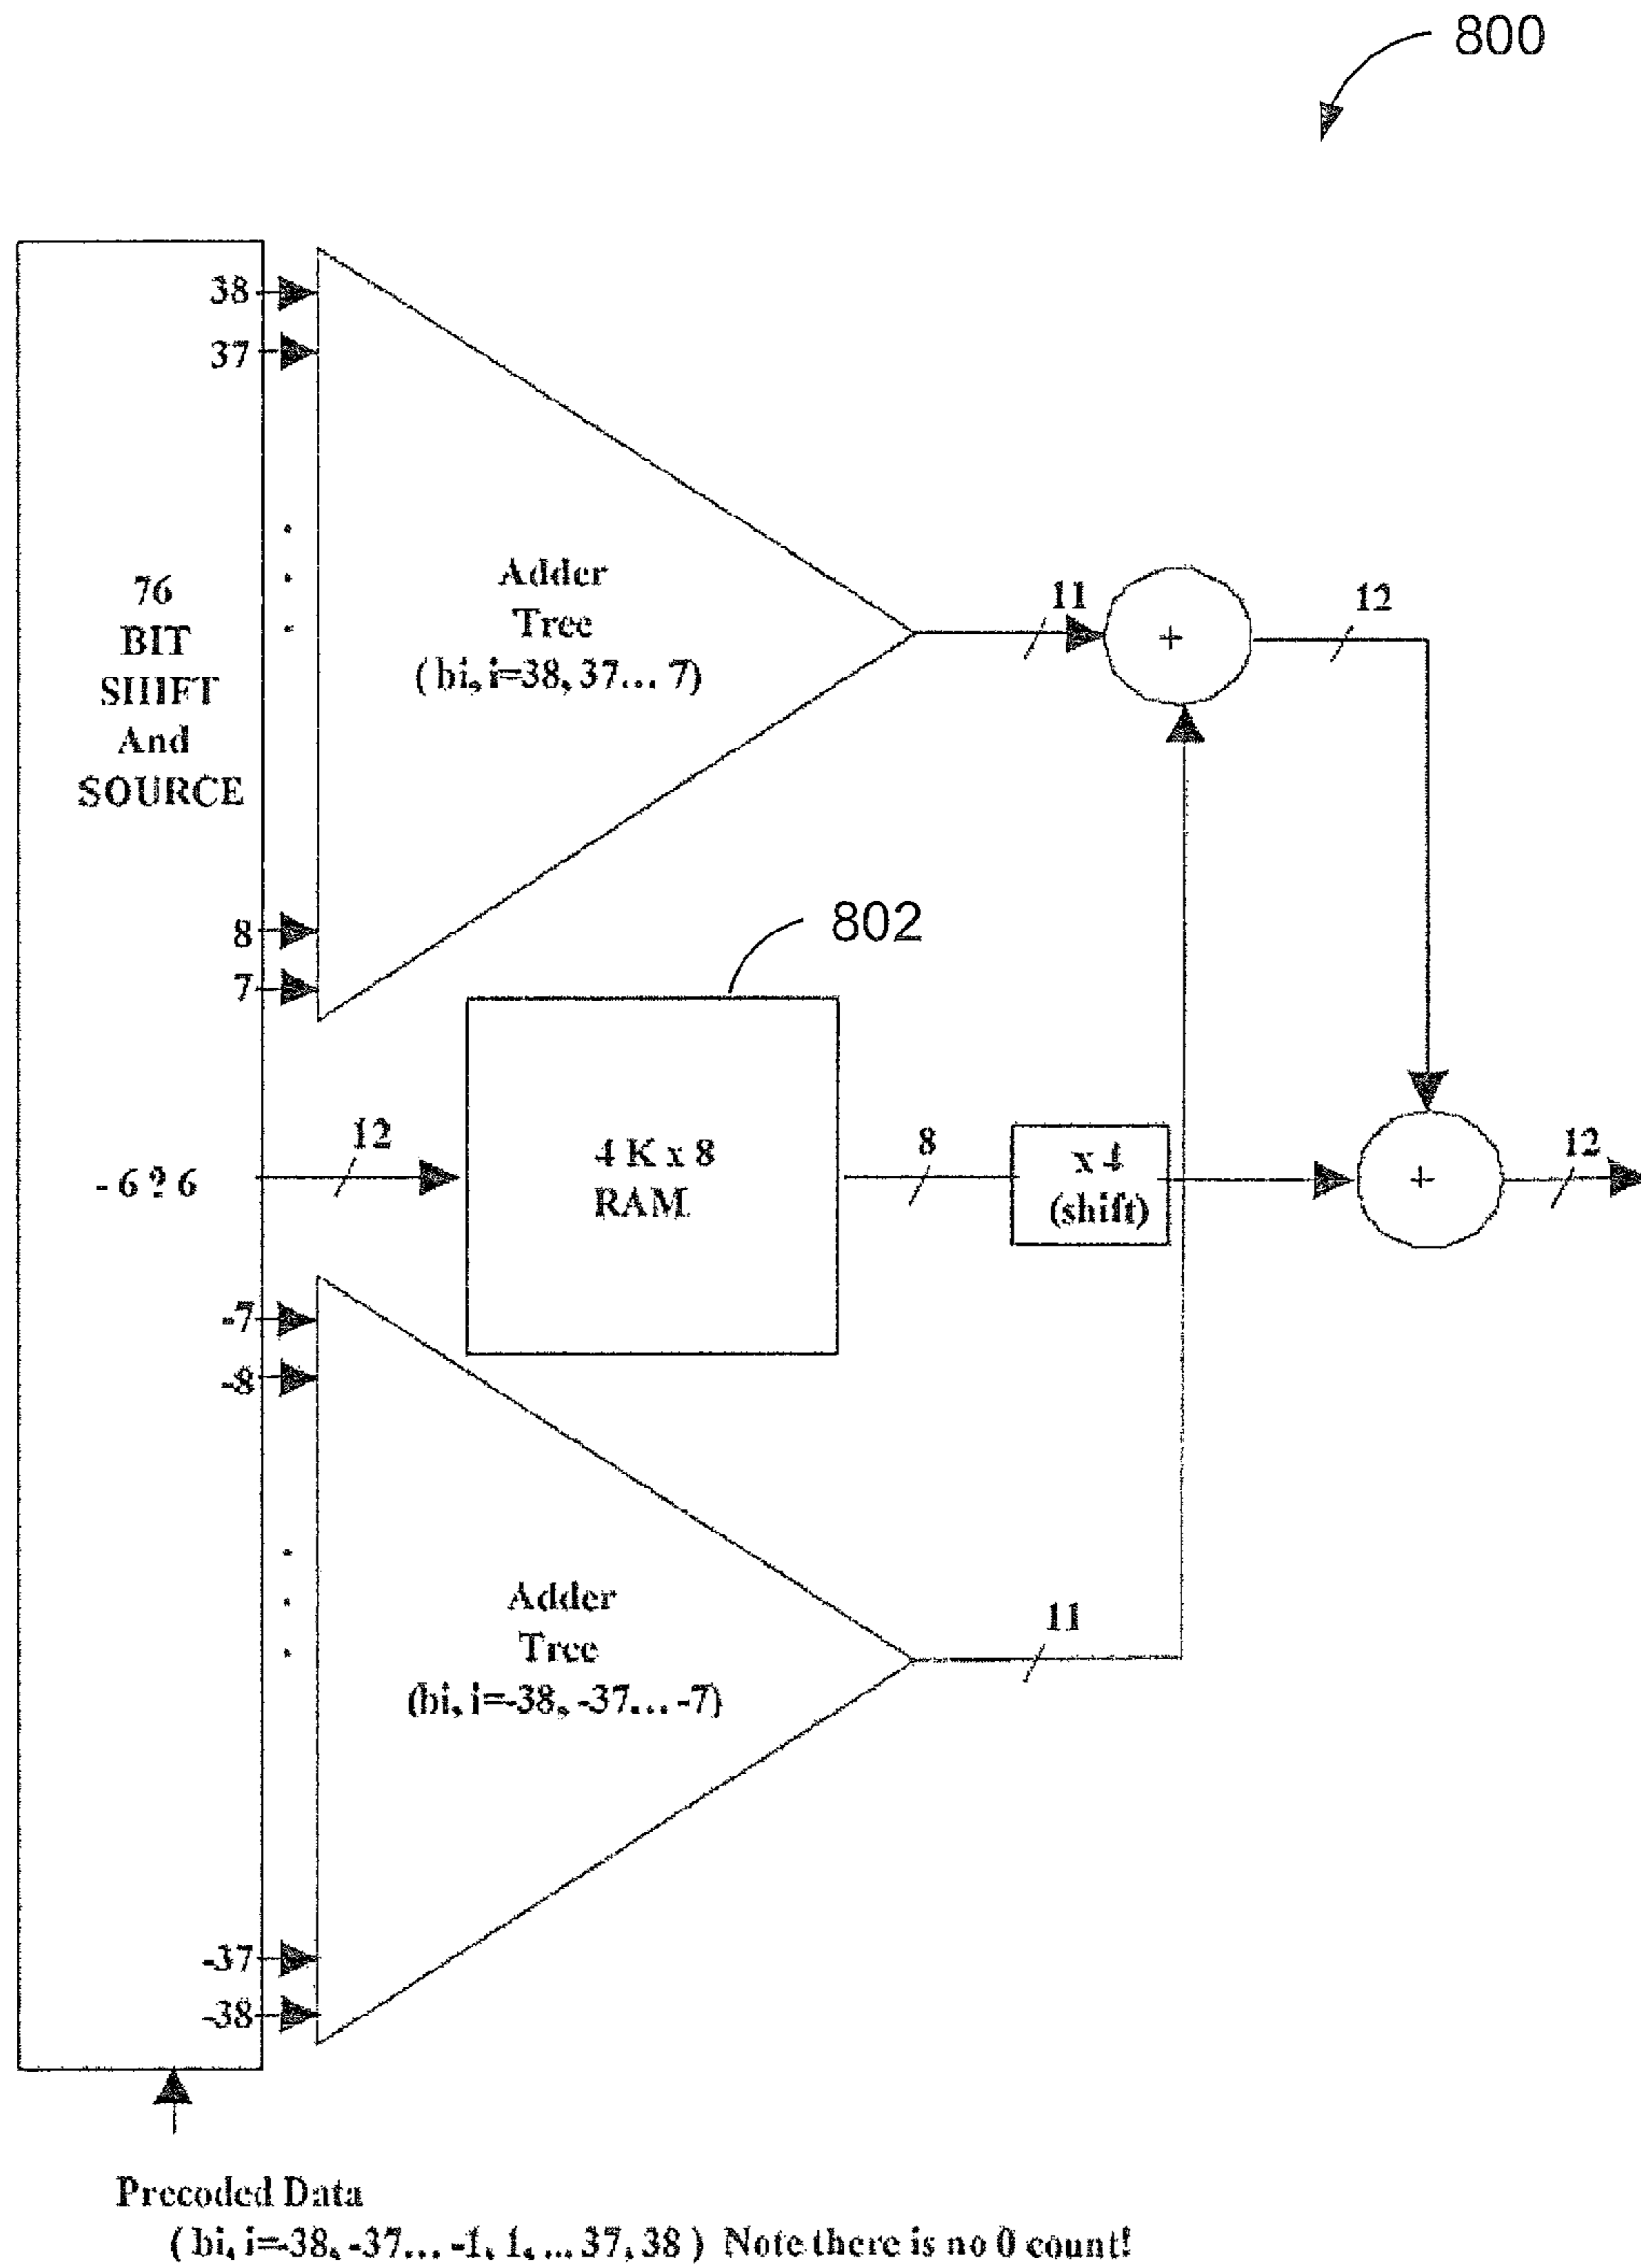 800
38
37
76
BIT
SHIFT
And
SOURCE
Adder
Tree
( bi, i=38, 37... 7)
11
+
12
8
7
802
- 6 ? 6
12
4 K x 8
RAM
8
x 4
(shift)
+
12
-7
-8
Adder
Tree
(bi, i=-38, -37... -7)
11
-37
-38
Precoded Data
( bi, i=-38, -37... -1, 1, ... 37, 38 ) Note there is no 0 count!